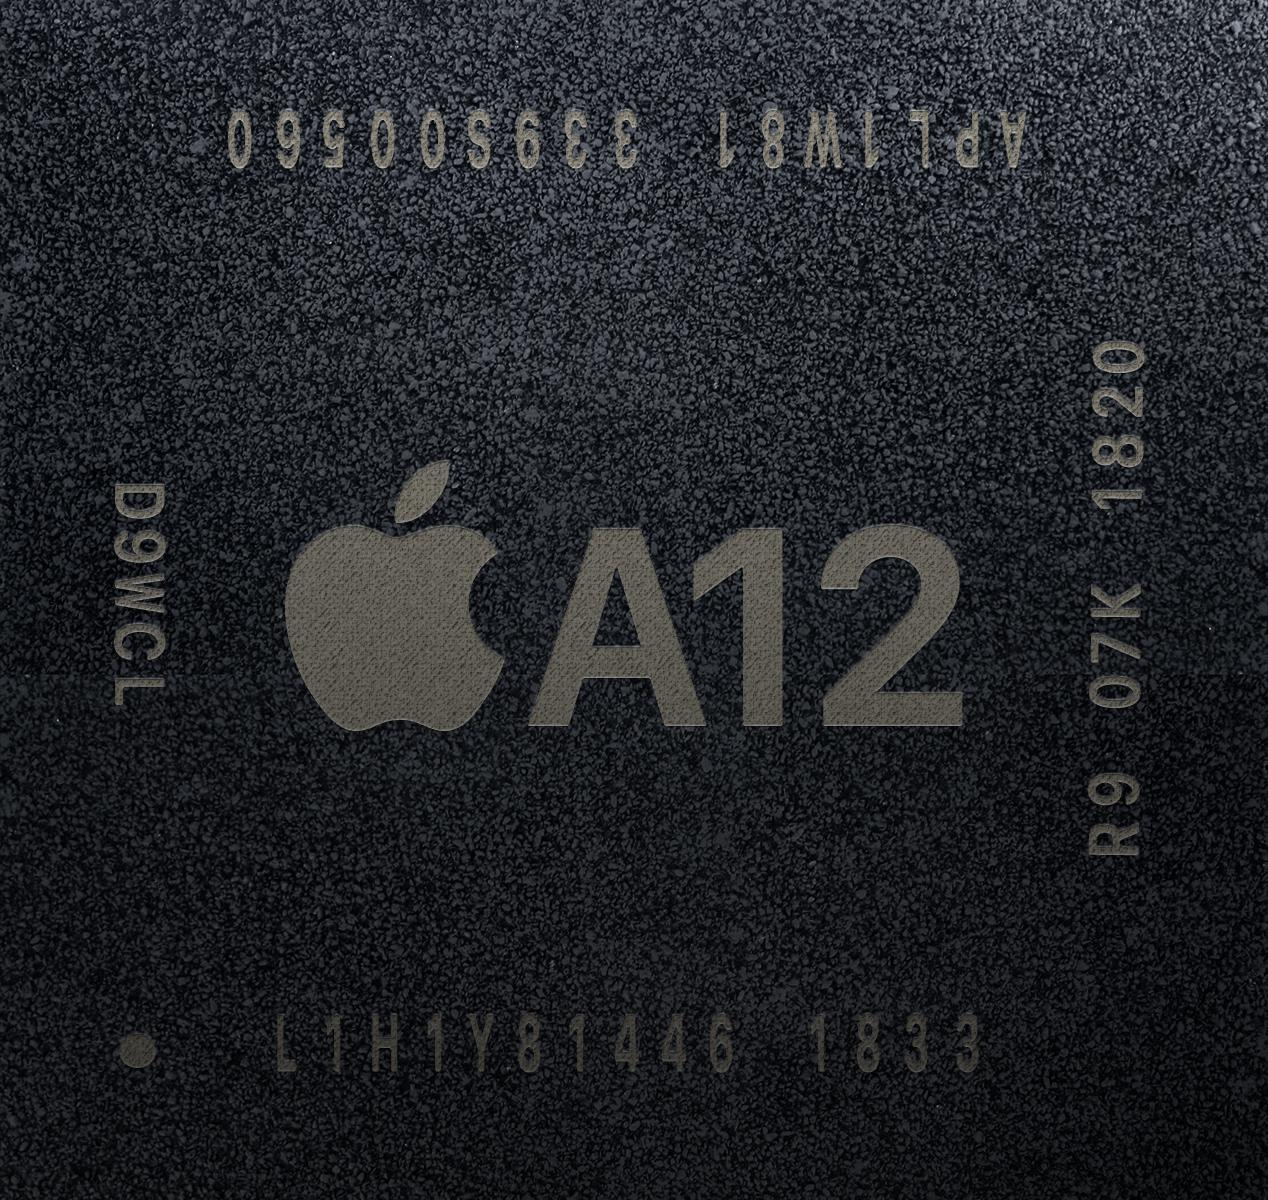 APL1W81 339S00560
D9WCL
A12
R9 07K 1820
L1H1Y81446 1833